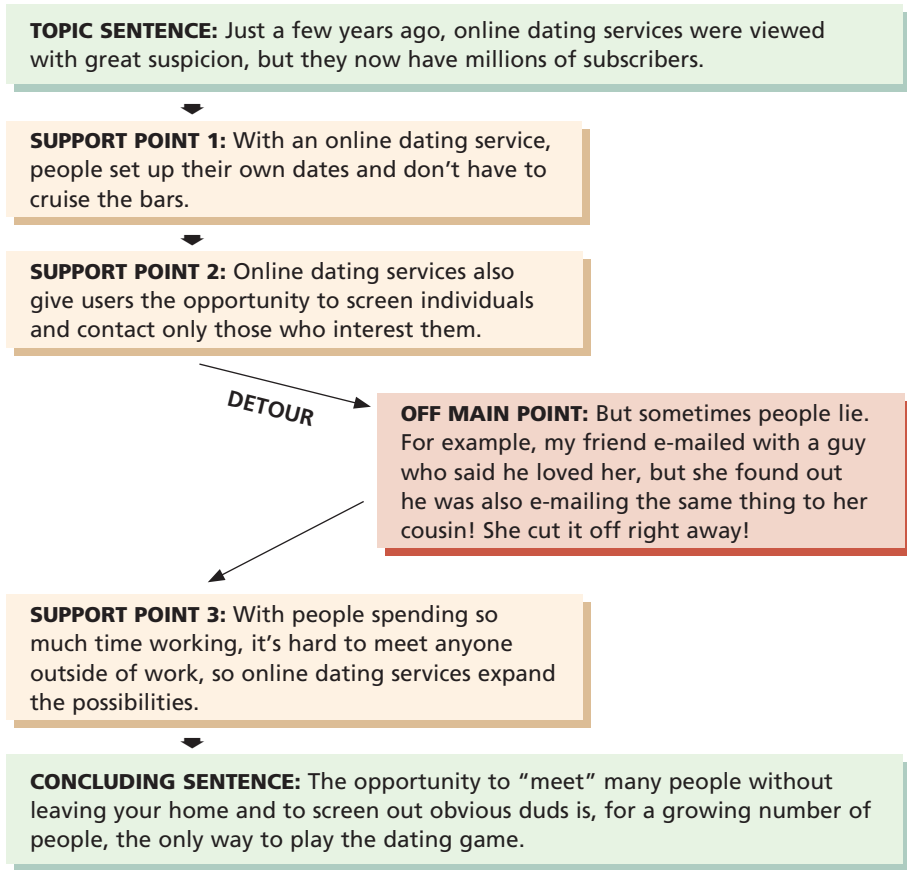 TOPIC SENTENCE: Just a few years ago, online dating services were viewed
with great suspicion, but they now have millions of subscribers.
SUPPORT POINT 1: With an online dating service,
people set up their own dates and don’t have to
cruise the bars.
SUPPORT POINT 2: Online dating services also
give users the opportunity to screen individuals
and contact only those who interest them.
DETOUR
OFF MAIN POINT: But sometimes people lie.
For example, my friend e-mailed with a guy
who said he loved her, but she found out
he was also e-mailing the same thing to her
cousin! She cut it off right away!
SUPPORT POINT 3: With people spending so
much time working, it’s hard to meet anyone
outside of work, so online dating services expand
the possibilities.
CONCLUDING SENTENCE: The opportunity to “meet” many people without
leaving your home and to screen out obvious duds is, for a growing number of
people, the only way to play the dating game.